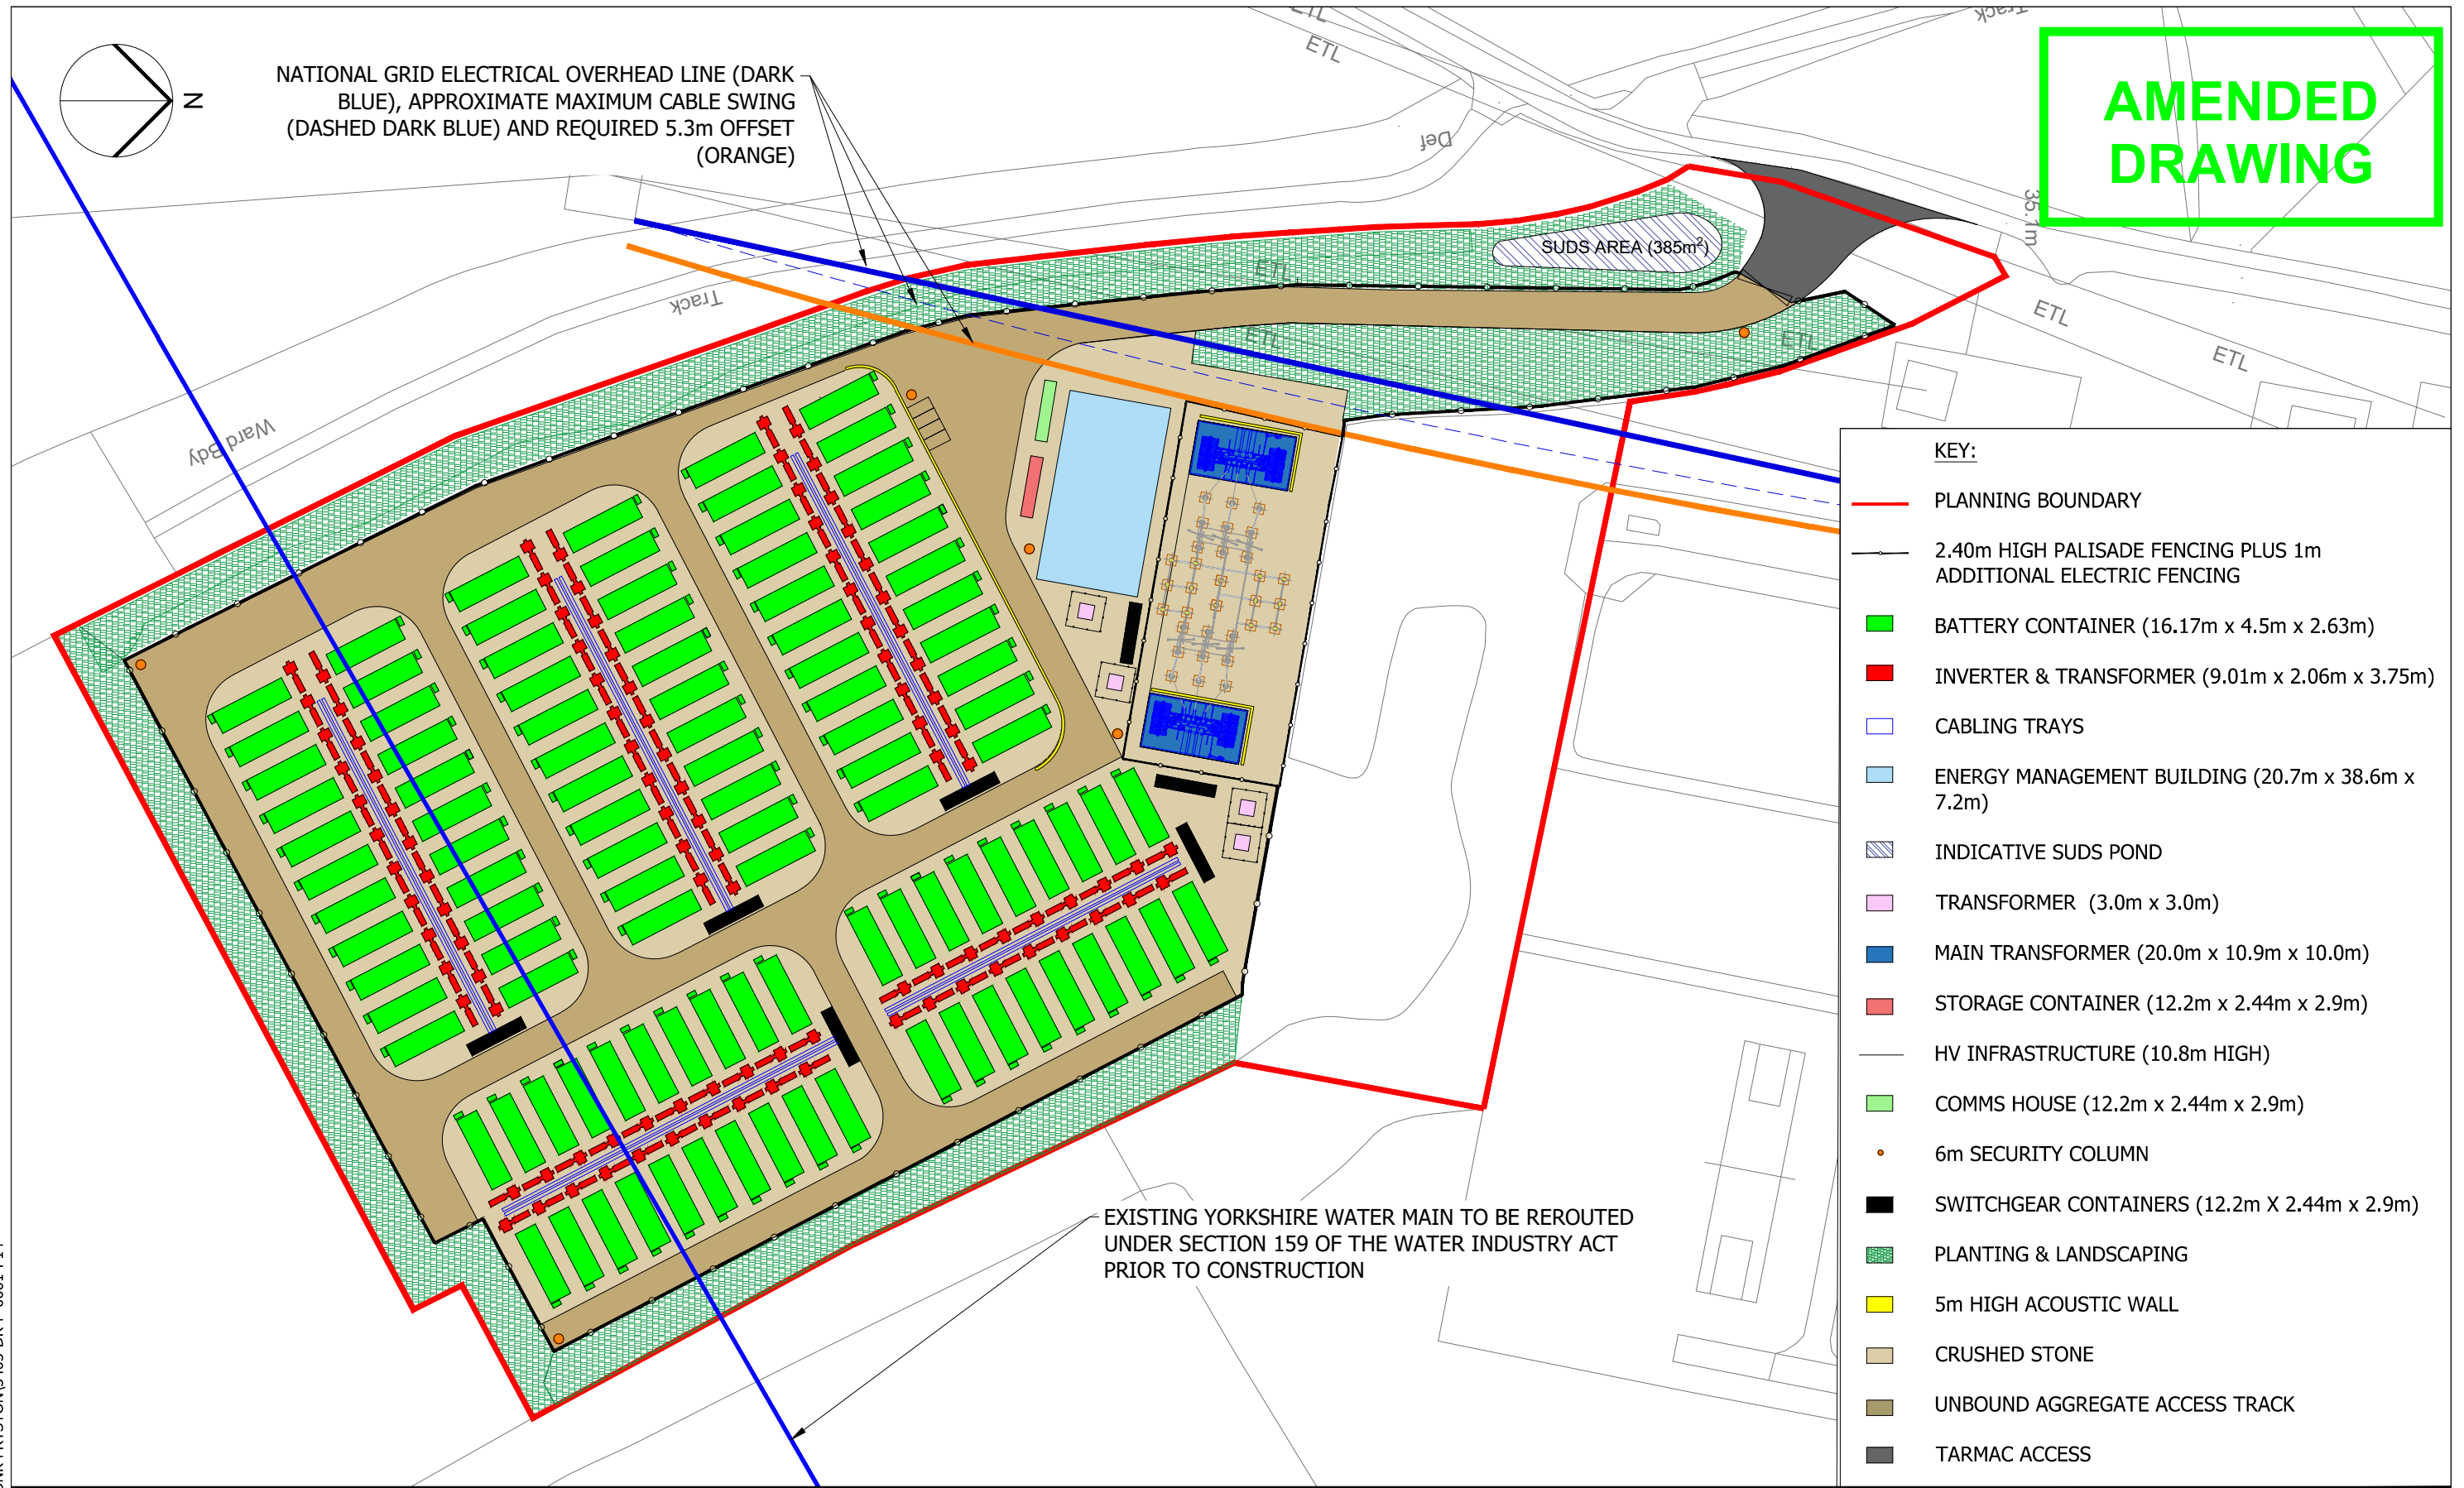 N
NATIONAL GRID ELECTRICAL OVERHEAD LINE (DARK
BLUE), APPROXIMATE MAXIMUM CABLE SWING
(DASHED DARK BLUE) AND REQUIRED 5.3m OFFSET
(ORANGE)
ETL
ETL
Track
AMENDED
DRAWING
Def
35.1m
SUDS AREA (385m²)
ETL
Track
ETL
ETL
ETL
ETL
Ward Bdy
KEY:
PLANNING BOUNDARY
2.40m HIGH PALISADE FENCING PLUS 1m
ADDITIONAL ELECTRIC FENCING
BATTERY CONTAINER (16.17m x 4.5m x 2.63m)
INVERTER & TRANSFORMER (9.01m x 2.06m x 3.75m)
CABLING TRAYS
ENERGY MANAGEMENT BUILDING (20.7m x 38.6m x
7.2m)
INDICATIVE SUDS POND
TRANSFORMER (3.0m x 3.0m)
MAIN TRANSFORMER (20.0m x 10.9m x 10.0m)
STORAGE CONTAINER (12.2m x 2.44m x 2.9m)
HV INFRASTRUCTURE (10.8m HIGH)
COMMS HOUSE (12.2m x 2.44m x 2.9m)
6m SECURITY COLUMN
SWITCHGEAR CONTAINERS (12.2m X 2.44m x 2.9m)
PLANTING & LANDSCAPING
5m HIGH ACOUSTIC WALL
CRUSHED STONE
UNBOUND AGGREGATE ACCESS TRACK
TARMAC ACCESS
EXISTING YORKSHIRE WATER MAIN TO BE REROUTED
UNDER SECTION 159 OF THE WATER INDUSTRY ACT
PRIOR TO CONSTRUCTION